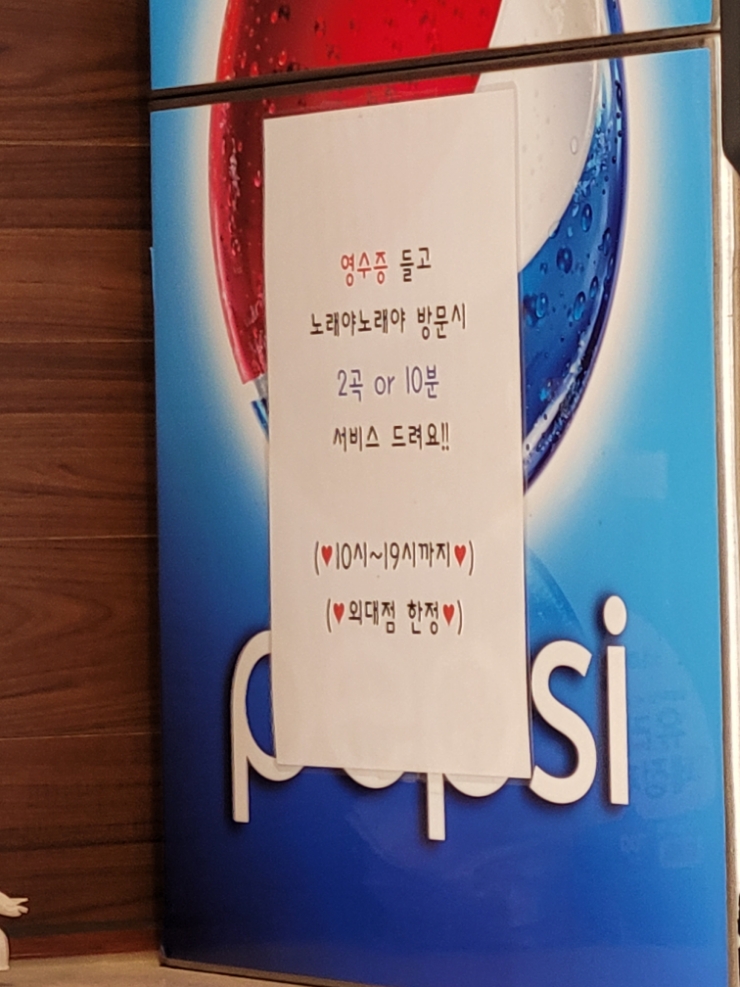 영수증 들고
노래야노래야 방문시
2곡 or 10분
서비스 드려요!!
(♥10시~19시까지♥)
(♥외대점 한정♥)
pepsi